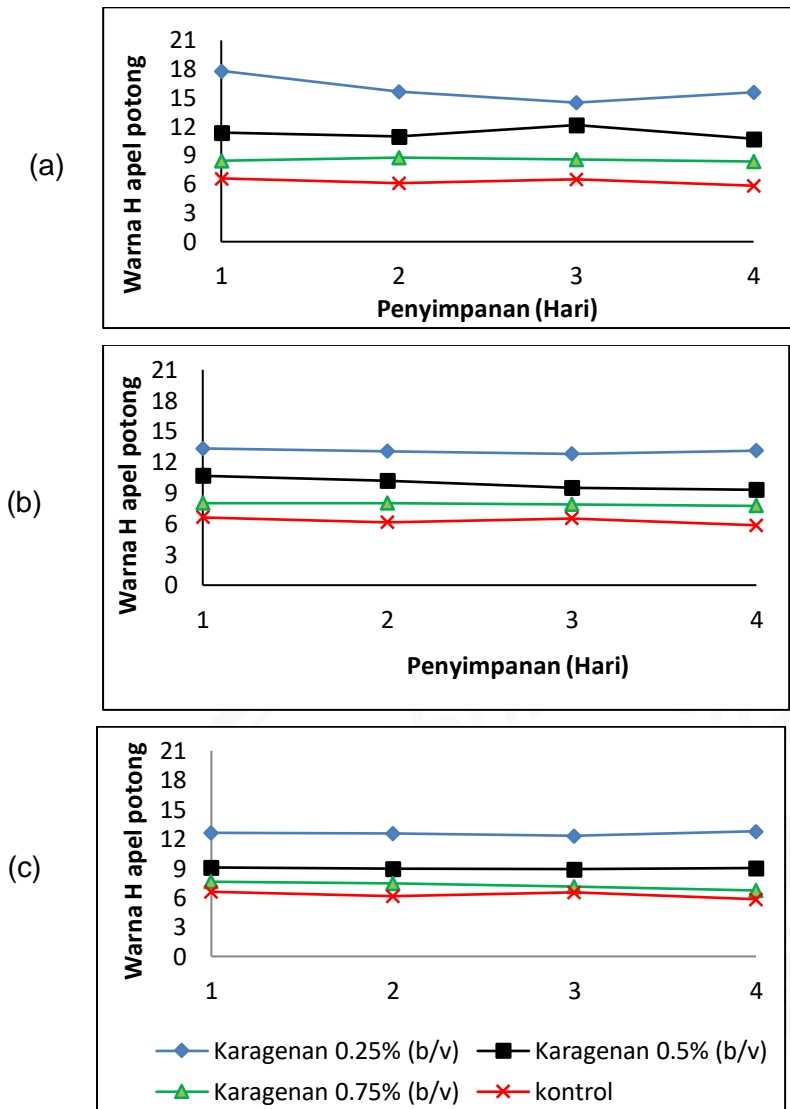 (a)
Warna H apel potong
21
18
15
12
9
6
3
0
1 2 3 4
Penyimpanan (Hari)
(b)
Warna H apel potong
21
18
15
12
9
6
3
0
1 2 3 4
Penyimpanan (Hari)
(c)
Warna H apel potong
21
18
15
12
9
6
3
0
1 2 3 4
Karagenan 0.25% (b/v) Karagenan 0.5% (b/v)
Karagenan 0.75% (b/v) kontrol